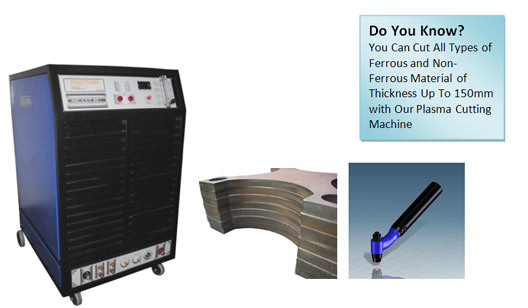 Do You Know?
You Can Cut All Types of
Ferrous and Non-
Ferrous Material of
Thickness Up To 150mm
with Our Plasma Cutting
Machine